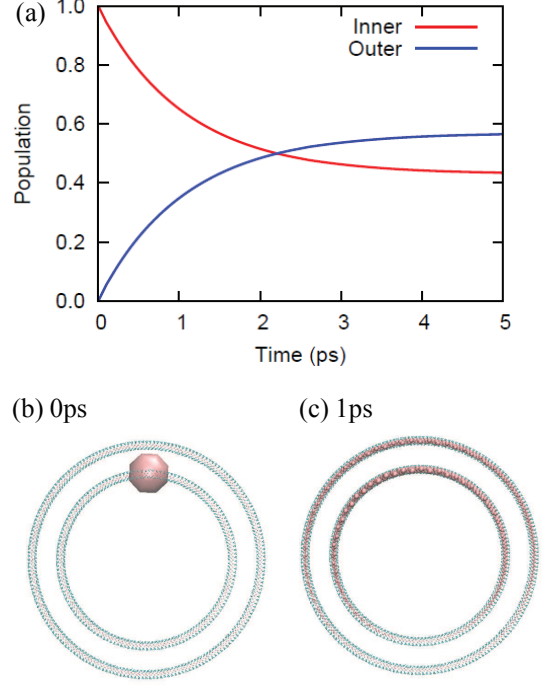 (a)
1.0
0.8
0.6
0.4
0.2
0.0
Population
Inner
Outer
0 1 2 3 4 5
Time (ps)
(b) 0ps
(c) 1ps